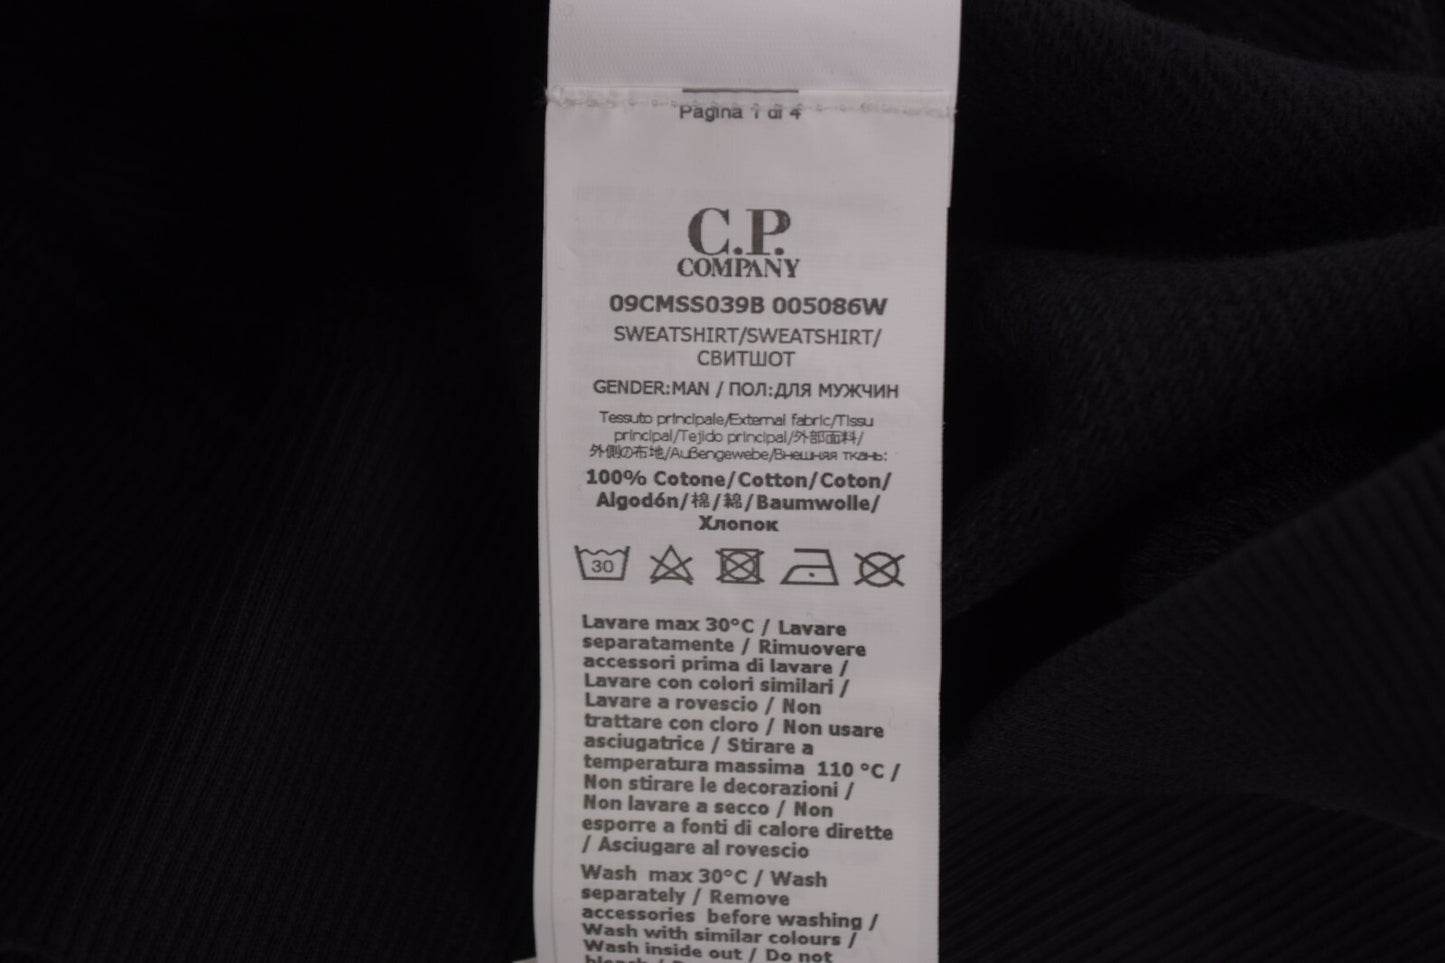 Pagina 1 di 4
C.P.
COMPANY
09CMSS039B 005086W
SWEATSHIRT/SWEATSHIRT/
СВИТШОТ
GENDER:MAN / ПОЛ:ДЛЯ МУЖЧИН
Tessuto principale/External fabric/Tissu
principal/Tejido principal/外部面料/
外側の布地/Außengewebe/Внешняя ткань:
100% Cotone/Cotton/Coton/
Algodón/棉/綿/Baumwolle/
Хлопок
30
Lavare max 30°C / Lavare
separatamente / Rimuovere
accessori prima di lavare /
Lavare con colori similari /
Lavare a rovescio / Non
trattare con cloro / Non usare
asciugatrice / Stirare a
temperatura massima 110 °C /
Non stirare le decorazioni /
Non lavare a secco / Non
esporre a fonti di calore dirette
/ Asciugare al rovescio
Wash max 30°C / Wash
separately / Remove
accessories before washing /
Wash with similar colours /
Wash inside out / Do not
bleach /